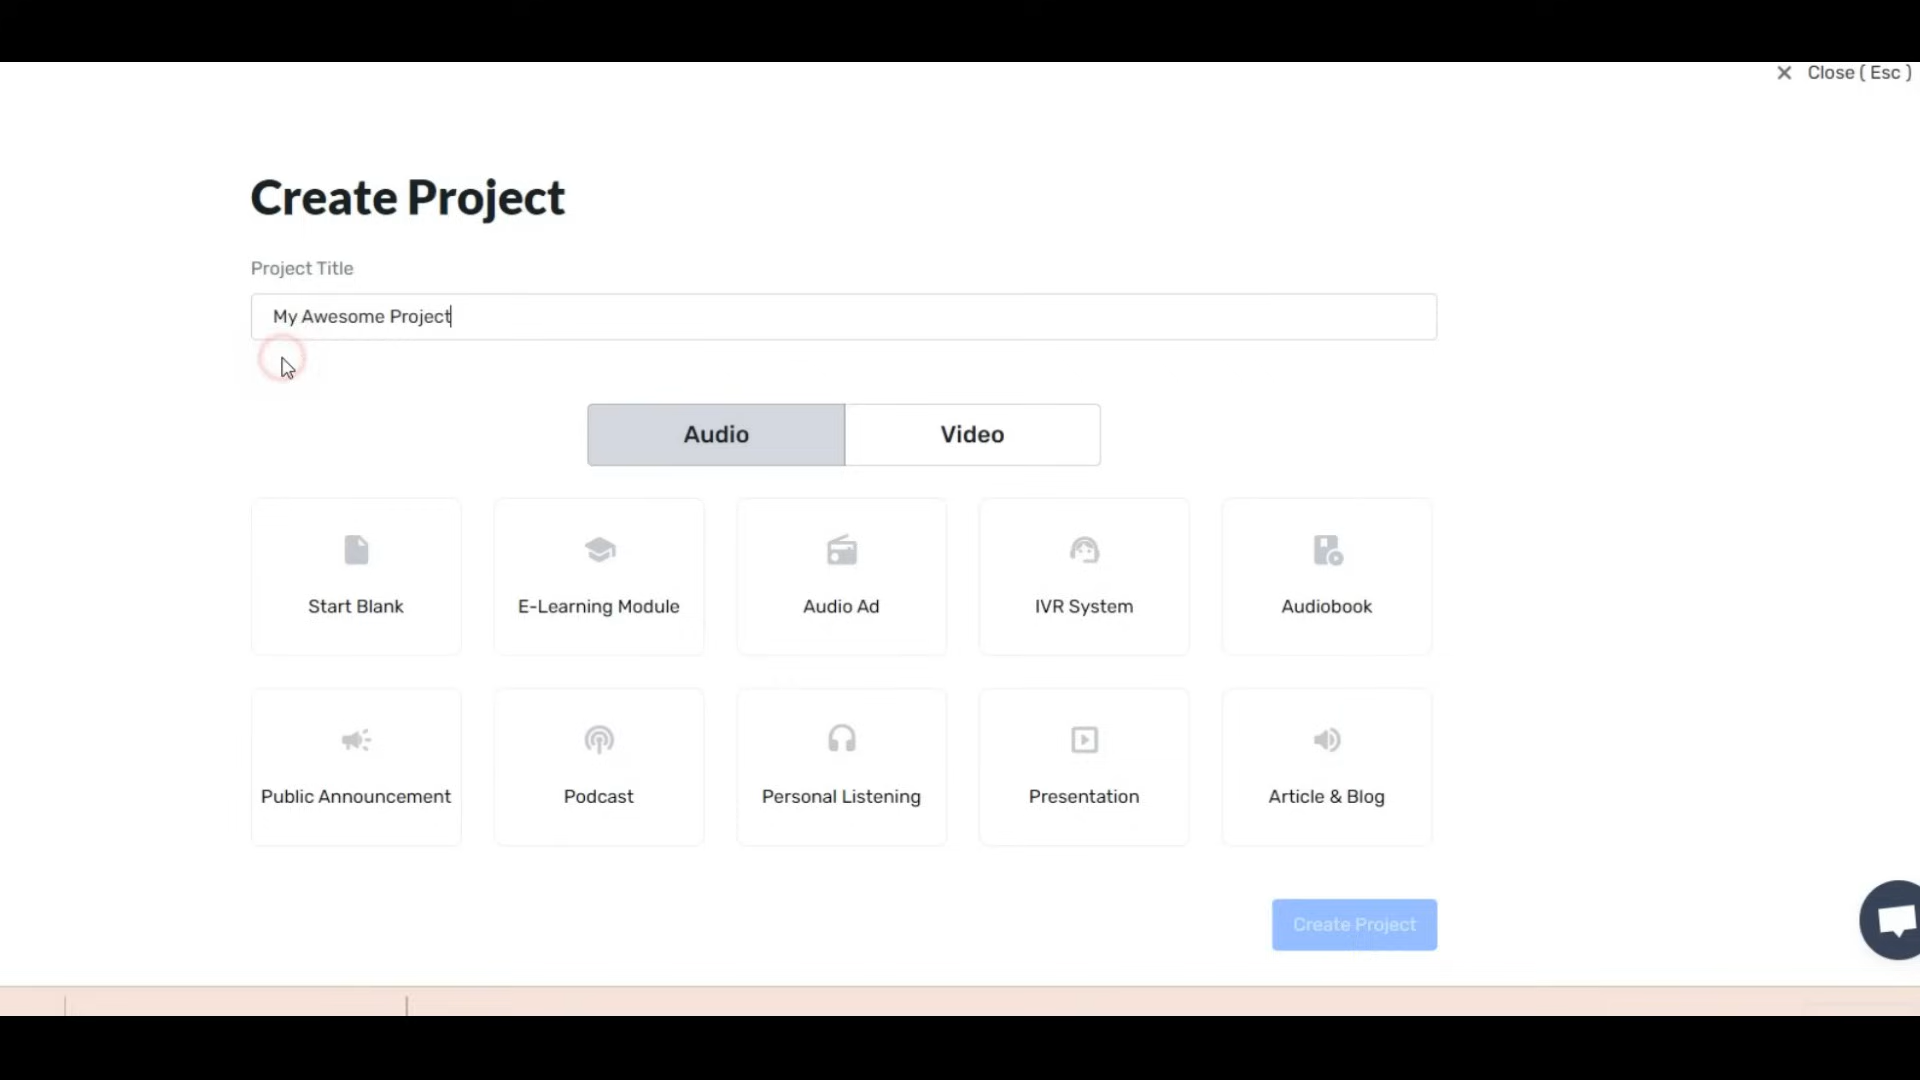 Close ( Esc )
Create Project
Project Title
My Awesome Project
Audio Video
Start Blank E-Learning Module Audio Ad IVR System Audiobook
Public Announcement Podcast Personal Listening Presentation Article & Blog
Create Project